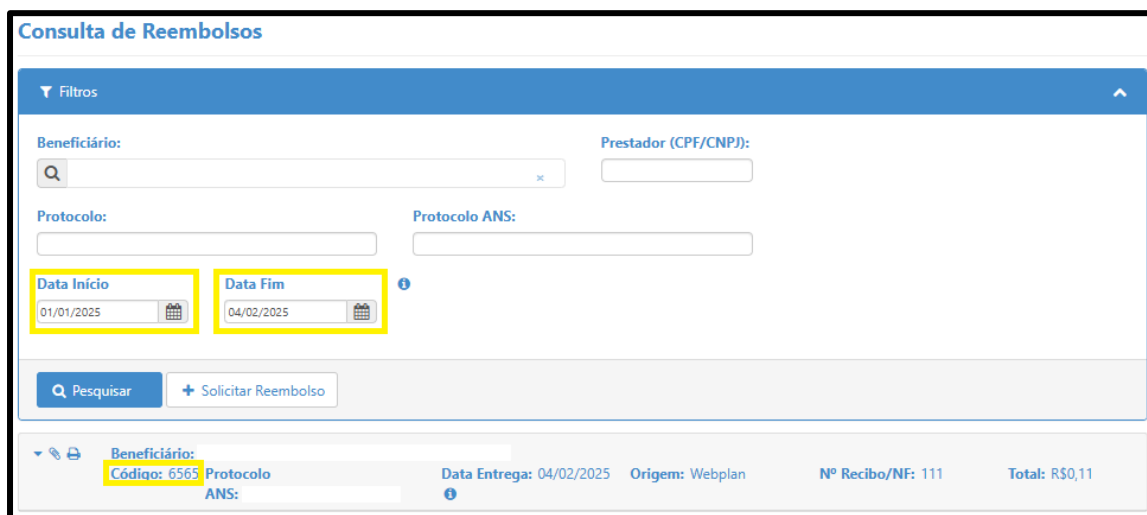 Consulta de Reembolsos
Filtros
Beneficiário: Prestador (CPF/CNPJ):
Protocolo: Protocolo ANS:
Data Início Data Fim
01/01/2025 04/02/2025
Pesquisar + Solicitar Reembolso
Beneficiário:
Código: 6565 Protocolo Data Entrega: 04/02/2025 Origem: Webplan Nº Recibo/NF: 111 Total: R$0,11
ANS: